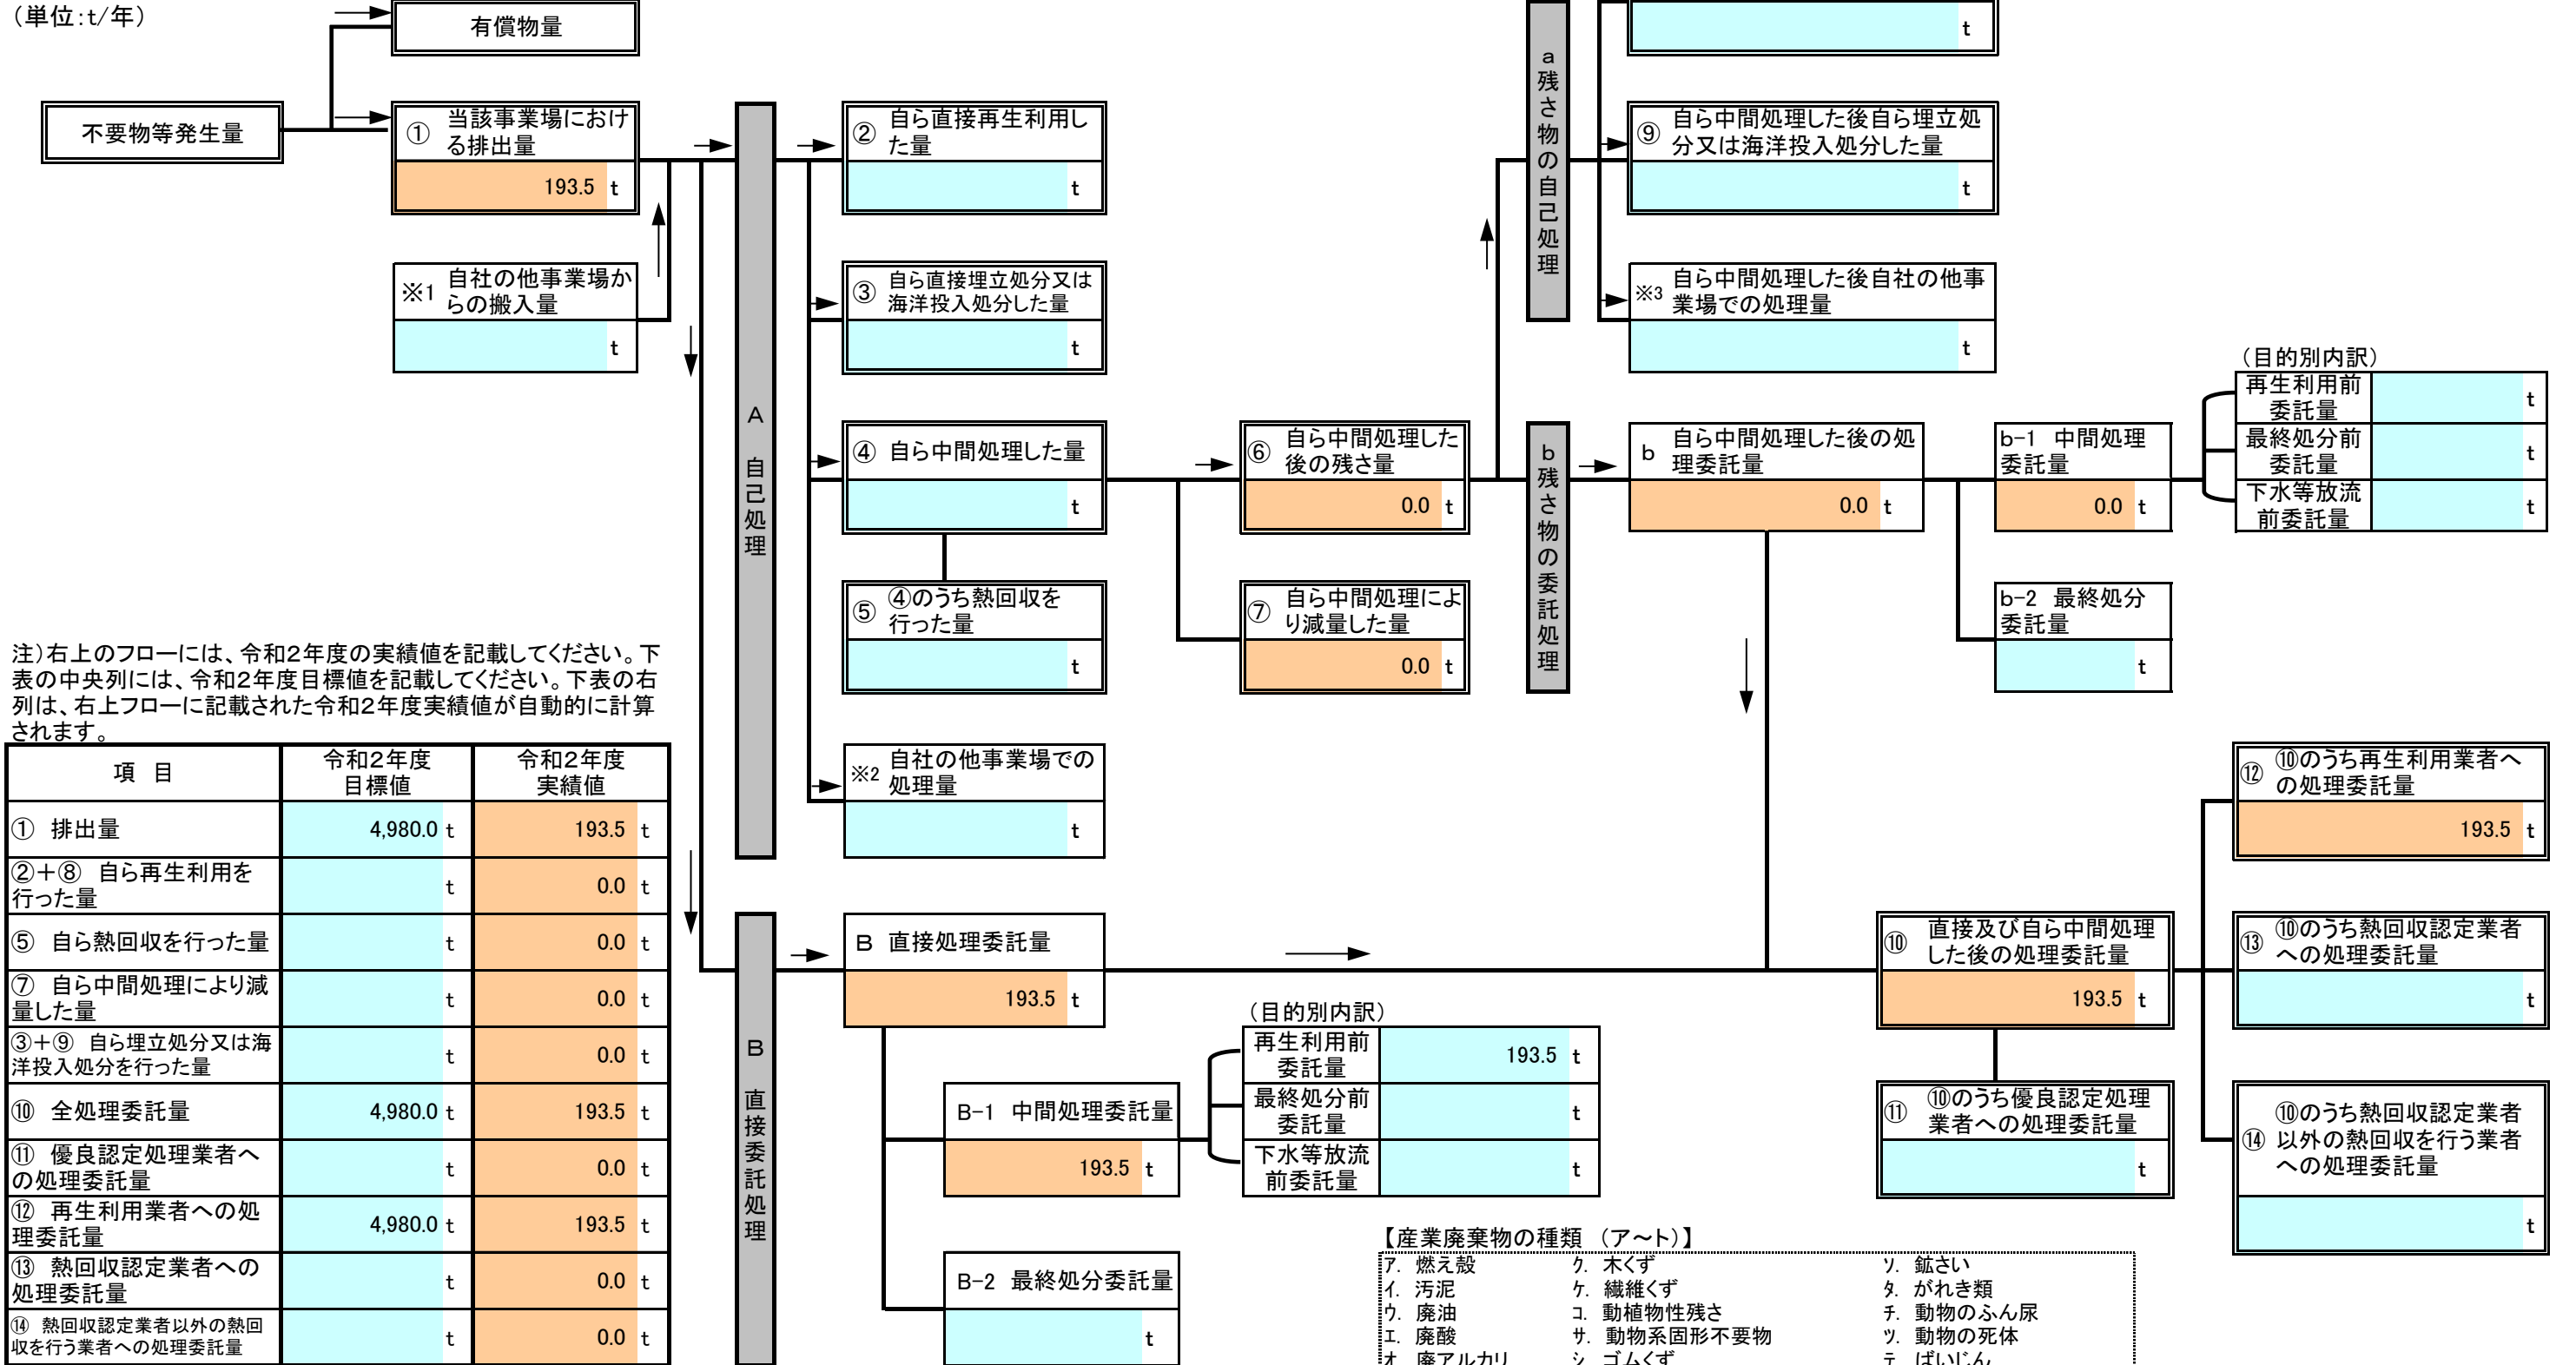 （単位：t/年）
有償物量
不要物等発生量
① 当該事業場におけ
る排出量
193.5 t
※1 自社の他事業場か
らの搬入量
t
A 自己処理
② 自ら直接再生利用し
た量
t
③ 自ら直接埋立処分又は
海洋投入処分した量
t
④ 自ら中間処理した量
t
⑤ ④のうち熱回収を
行った量
t
※2 自社の他事業場での
処理量
t
⑥ 自ら中間処理した
後の残さ量
0.0 t
⑦ 自ら中間処理によ
り減量した量
0.0 t
a 残さ物の自己処理
t
⑨ 自ら中間処理した後自ら埋立処
分又は海洋投入処分した量
t
※3 自ら中間処理した後自社の他事
業場での処理量
t
b 残さ物の委託処理
b 自ら中間処理した後の処
理委託量
0.0 t
b-1 中間処理
委託量
0.0 t
（目的別内訳）
再生利用前
委託量
t
最終処分前
委託量
t
下水等放流
前委託量
t
b-2 最終処分
委託量
t
注）右上のフローには、令和２年度の実績値を記載してください。下
表の中央列には、令和２年度目標値を記載してください。下表の右
列は、右上フローに記載された令和２年度実績値が自動的に計算
されます。
項 目
令和２年度
目標値
令和２年度
実績値
① 排出量 4,980.0 t 193.5 t
②＋⑧ 自ら再生利用を
行った量 t 0.0 t
⑤ 自ら熱回収を行った量 t 0.0 t
⑦ 自ら中間処理により減
量した量 t 0.0 t
③＋⑨ 自ら埋立処分又は海
洋投入処分を行った量 t 0.0 t
⑩ 全処理委託量 4,980.0 t 193.5 t
⑪ 優良認定処理業者へ
の処理委託量 t 0.0 t
⑫ 再生利用業者への処
理委託量 4,980.0 t 193.5 t
⑬ 熱回収認定業者への
処理委託量 t 0.0 t
⑭ 熱回収認定業者以外の熱回
収を行う業者への処理委託量 t 0.0 t
B 直接委託処理
B 直接処理委託量
193.5 t
B-1 中間処理委託量
193.5 t
B-2 最終処分委託量
t
（目的別内訳）
再生利用前
委託量
193.5 t
最終処分前
委託量
t
下水等放流
前委託量
t
⑩ 直接及び自ら中間処理
した後の処理委託量
193.5 t
⑪ ⑩のうち優良認定処理
業者への処理委託量
t
⑫ ⑩のうち再生利用業者へ
の処理委託量
193.5 t
⑬ ⑩のうち熱回収認定業者
への処理委託量
t
⑩のうち熱回収認定業者
⑭ 以外の熱回収を行う業者
への処理委託量
t
【産業廃棄物の種類 （ア～ト）】
ｱ. 燃え殻 ｸ. 木くず ｿ. 鉱さい
ｲ. 汚泥 ｹ. 繊維くず ﾀ. がれき類
ｳ. 廃油 ｺ. 動植物性残さ ﾁ. 動物のふん尿
ｴ. 廃酸 ｻ. 動物系固形不要物 ﾂ. 動物の死体
ｵ. 廃アルカリ ｼ. ゴムくず ﾃ. ばいじん